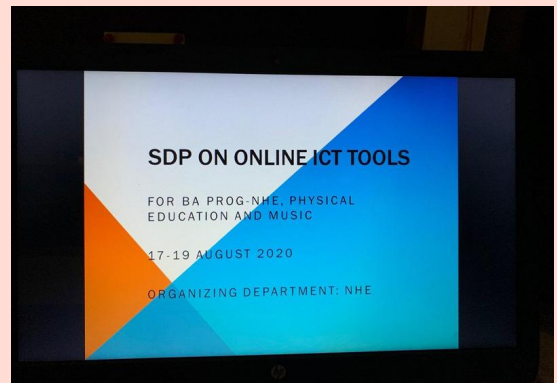 SDP ON ONLINE ICT TOOLS
FOR BA PROG-NHE, PHYSICAL
EDUCATION AND MUSIC
17-19 AUGUST 2020
ORGANIZING DEPARTMENT: NHE
hp